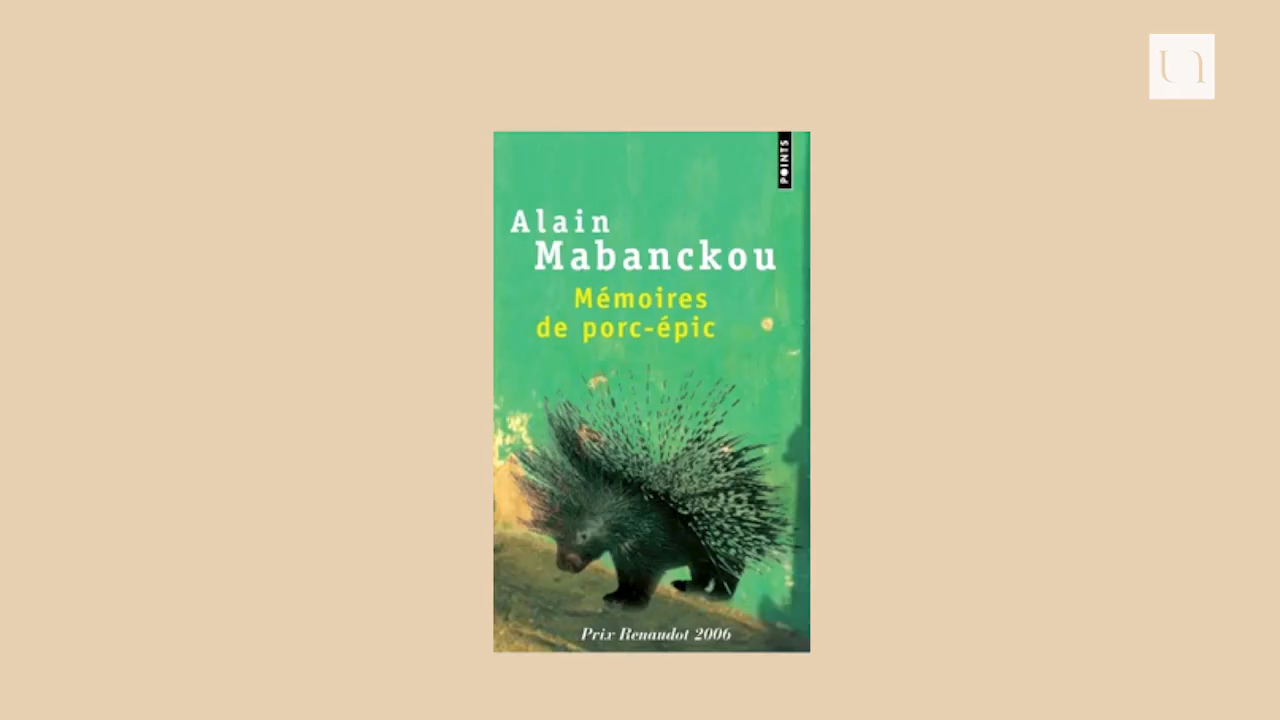 POINTS
Alain
Mabanckou
Mémoires
de porc-épic
Prix Renaudot 2006